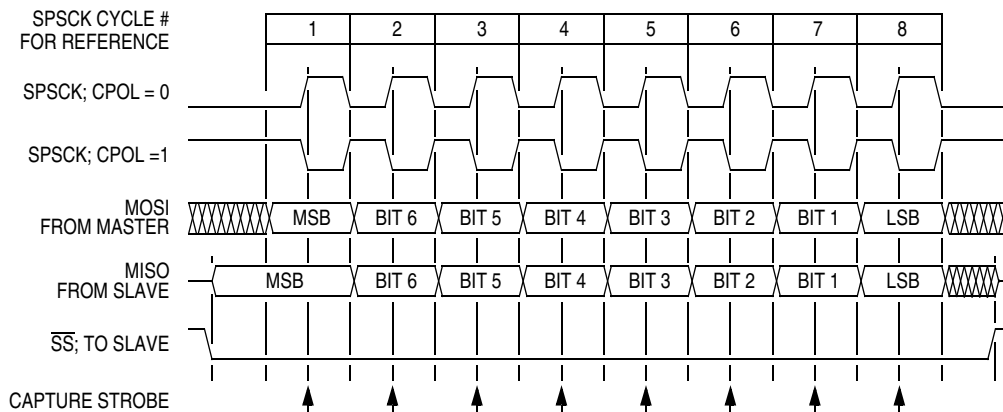 SPSCK CYCLE #
FOR REFERENCE
1 2 3 4 5 6 7 8
SPSCK; CPOL = 0
SPSCK; CPOL =1
MOSI
FROM MASTER
MSB BIT 6 BIT 5 BIT 4 BIT 3 BIT 2 BIT 1 LSB
MISO
FROM SLAVE
MSB BIT 6 BIT 5 BIT 4 BIT 3 BIT 2 BIT 1 LSB
SS; TO SLAVE
CAPTURE STROBE